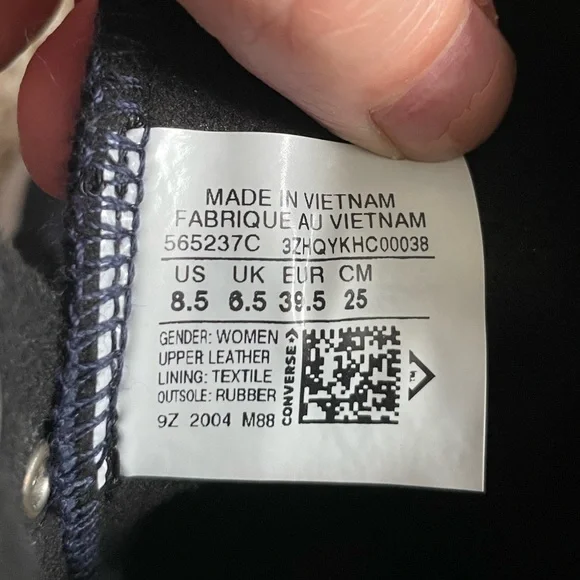 MADE IN VIETNAM
FABRIQUE AU VIETNAM
565237C 3ZHQYKHC00038
US UK EUR CM
8.5 6.5 39.5 25
GENDER: WOMEN
UPPER LEATHER
LINING: TEXTILE
OUTSOLE: RUBBER
9Z 2004 M88
CONVERSE
TM